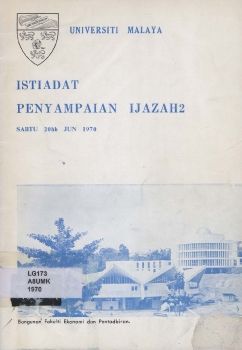 UNIVERSITI MALAYA
ISTIADAT
PENYAMPAIAN IJAZAH2
SABTU 20hb JUN 1970
LG173
A8UMK
1970
Bangunan Fakulti Ekonomi dan Pentadbiran.